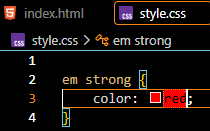 index.html style.css
style.css > em strong
1
2 em strong {
3 color: red;
4 }